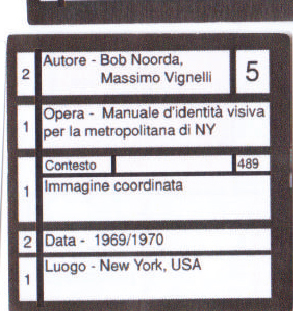 2 Autore - Bob Noorda, 5
Massimo Vignelli
1 Opera - Manuale d'identità visiva
per la metropolitana di NY
Contesto 489
1 Immagine coordinata
2 Data - 1969/1970
1 Luogo - New York, USA